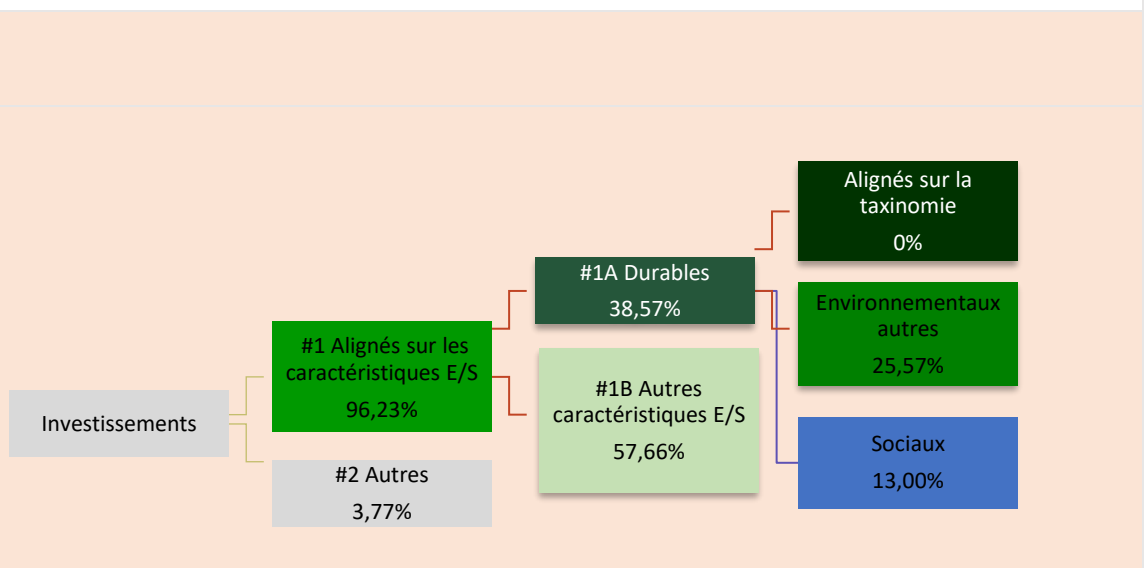 Investissements
#1 Alignés sur les
caractéristiques E/S
96,23%
#2 Autres
3,77%
#1A Durables
38,57%
#1B Autres
caractéristiques E/S
57,66%
Alignés sur la
taxinomie
0%
Environnementaux
autres
25,57%
Sociaux
13,00%